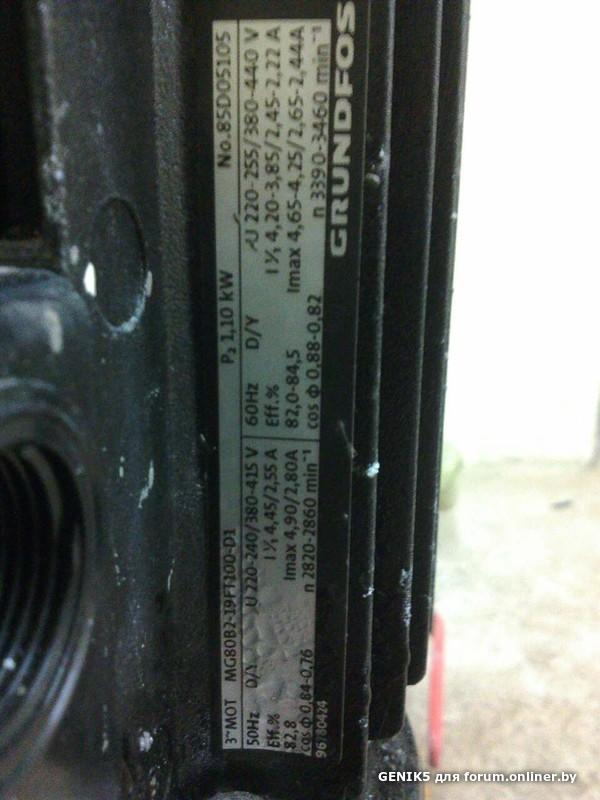 3~MOT MG80B2-19FT100-D1 P₂ 1,10 kW No.85D05105
50Hz D/Y U 220-240/380-415 V
Eff.% I 1/1 4,45/2,55 A
82,8 Imax 4,90/2,80A
cos φ 0,84-0,76 n 2820-2860 min⁻¹
96780424
60Hz D/Y U 220-255/380-440 V
Eff.% I 1/1 4,20-3,85/2,45-2,22 A
82,0-84,5 Imax 4,65-4,25/2,65-2,44A
cos φ 0,88-0,82 n 3390-3460 min⁻¹
GRUNDFOS
GENIK5 для forum.onliner.by